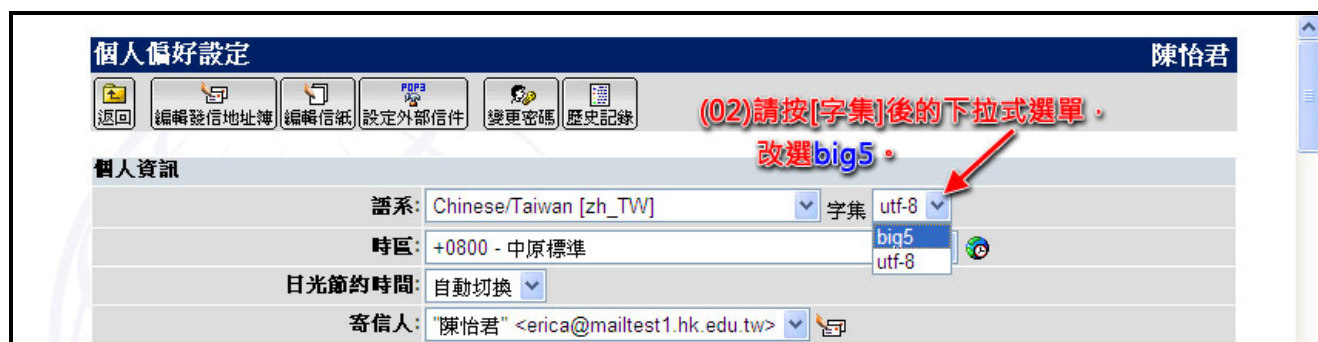 個人偏好設定 陳怡君
返回 編輯發信地址簿 編輯信紙 POP3 設定外部信件 變更密碼 歷史記錄
(02)請按[字集]後的下拉式選單，
改選big5。
個人資訊
語系: Chinese/Taiwan [zh_TW] 字集 utf-8
big5
utf-8
時區: +0800 - 中原標準
日光節約時間: 自動切換
寄信人: "陳怡君" <erica@mailtest1.hk.edu.tw>